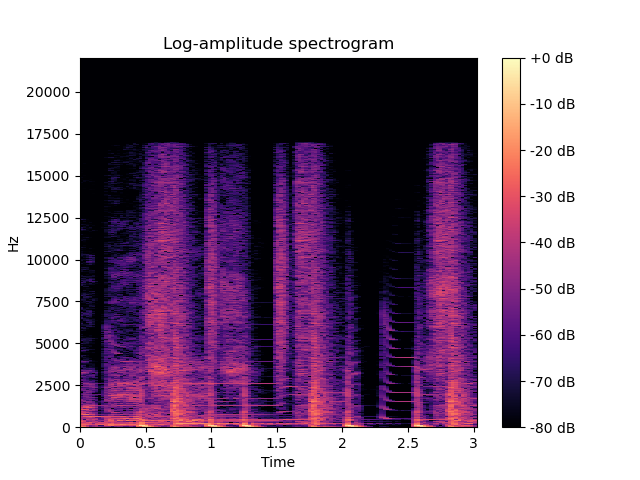 Log-amplitude spectrogram
20000
17500
15000
12500
10000
7500
5000
2500
0
Hz
0 0.5 1 1.5 2 2.5 3
Time
+0 dB
-10 dB
-20 dB
-30 dB
-40 dB
-50 dB
-60 dB
-70 dB
-80 dB